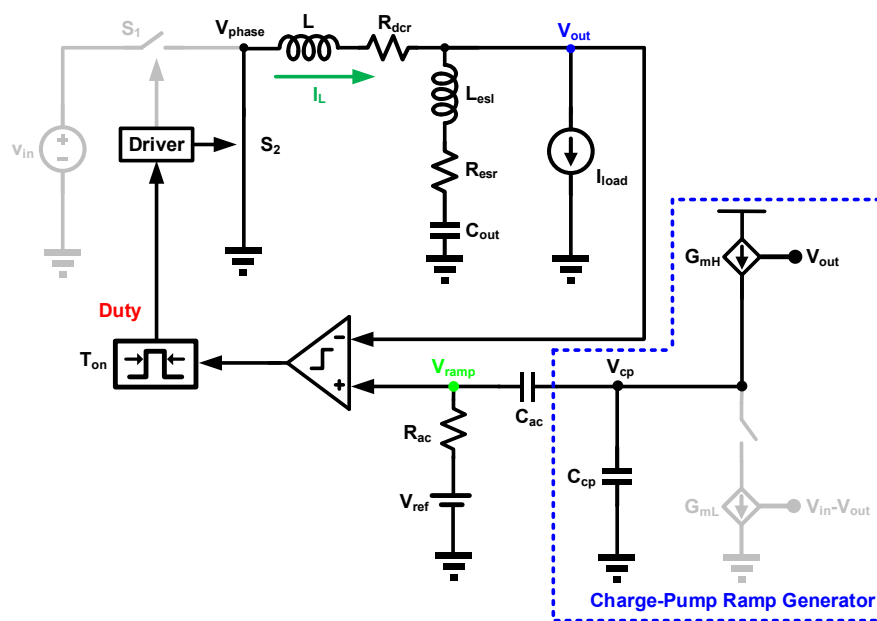 S1
Vphase
L
Rdcr
Vout
IL
Lesl
vin
Driver
S2
Resr
Iload
Cout
GmH
Vout
Duty
Ton
Vramp
Vcp
Cac
Rac
Ccp
Vref
GmL
Vin-Vout
Charge-Pump Ramp Generator